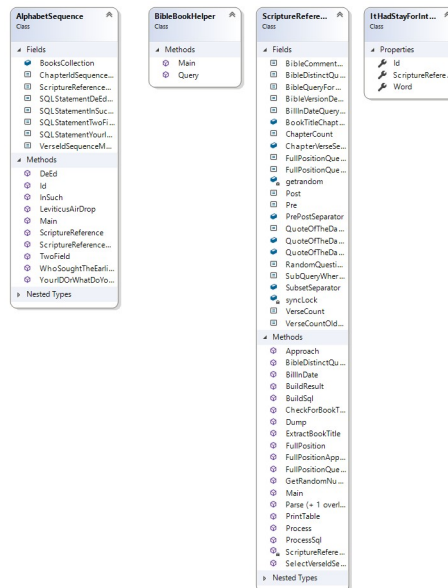 AlphabetSequence
Class
Fields
BooksCollection
ChapterIdSequence...
ScriptureReference...
SQLStatementDeEd...
SQLStatementInSuc...
SQLStatementTwoFi...
SQLStatementYourI...
VerseIdSequenceM...
Methods
DeEd
Id
InSuch
LeviticusAirDrop
Main
ScriptureReference
ScriptureReference...
TwoField
WhoSoughtTheEarli...
YourIDOrWhatDoYo...
Nested Types
BibleBookHelper
Class
Methods
Main
Query
ScriptureRefere...
Class
Fields
BibleComment...
BibleDistinctQu...
BibleQueryFor...
BibleVersionDe...
BillInDateQuery...
BookTitleChapt...
ChapterCount
ChapterVerseSe...
FullPositionQue...
FullPositionQue...
getrandom
Post
Pre
PrePostSeparator
QuoteOfTheDa...
QuoteOfTheDa...
QuoteOfTheDa...
RandomQuesti...
SubQueryWher...
SubsetSeparator
syncLock
VerseCount
VerseCountOld...
Methods
Approach
BibleDistinctQu...
BillInDate
BuildResult
BuildSql
CheckForBookT...
Dump
ExtractBookTitle
FullPosition
FullPositionApp...
FullPositionQue...
GetRandomNu...
Main
Parse (+ 1 overl...
PrintTable
Process
ProcessSql
ScriptureRefere...
SelectVerseIdSe...
Nested Types
ItHadStayForInt...
Class
Properties
Id
ScriptureRefere...
Word